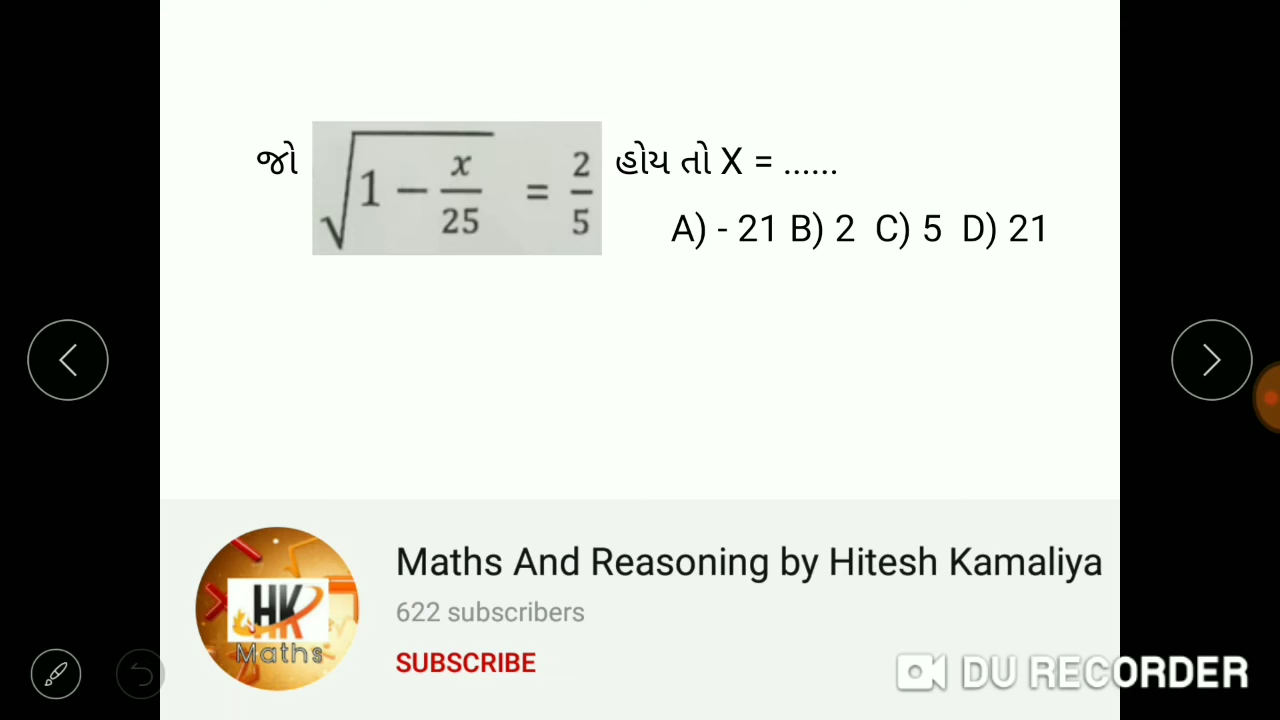 જો √1 − x/25 = 2/5 હોય તો X = ......
A) - 21 B) 2 C) 5 D) 21
HK
Maths
Maths And Reasoning by Hitesh Kamaliya
622 subscribers
SUBSCRIBE
DU RECORDER